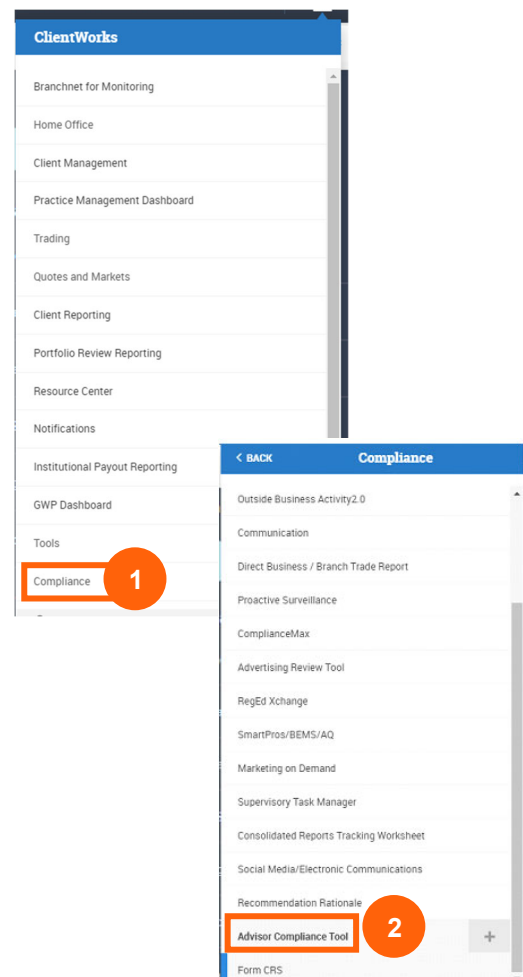 ClientWorks
Branchnet for Monitoring
Home Office
Client Management
Practice Management Dashboard
Trading
Quotes and Markets
Client Reporting
Portfolio Review Reporting
Resource Center
Notifications
Institutional Payout Reporting
GWP Dashboard
Tools
Compliance 1
< BACK Compliance
Outside Business Activity2.0
Communication
Direct Business / Branch Trade Report
Proactive Surveillance
ComplianceMax
Advertising Review Tool
RegEd Xchange
SmartPros/BEMS/AQ
Marketing on Demand
Supervisory Task Manager
Consolidated Reports Tracking Worksheet
Social Media/Electronic Communications
Recommendation Rationale
Advisor Compliance Tool 2 +
Form CRS